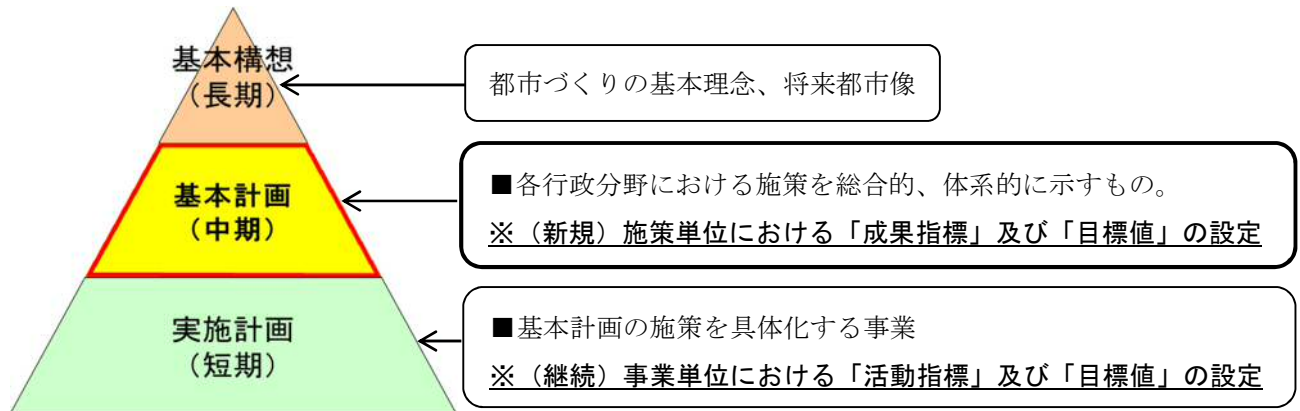 基本構想
（長期）
都市づくりの基本理念、将来都市像
基本計画
（中期）
■各行政分野における施策を総合的、体系的に示すもの。
※（新規）施策単位における「成果指標」及び「目標値」の設定
実施計画
（短期）
■基本計画の施策を具体化する事業
※（継続）事業単位における「活動指標」及び「目標値」の設定